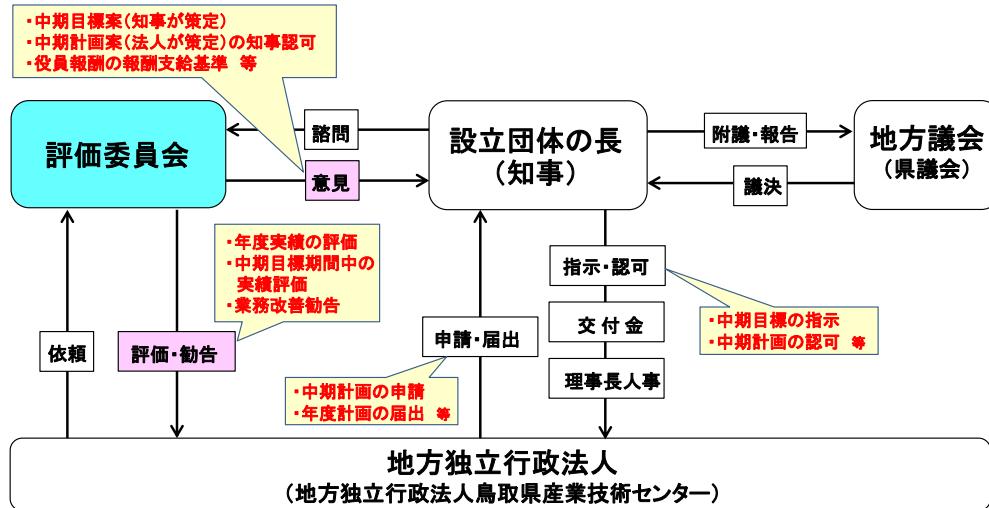 ・中期目標案(知事が策定)
・中期計画案(法人が策定)の知事認可
・役員報酬の報酬支給基準 等
評価委員会
諮問
意見
設立団体の長
(知事)
附議・報告
議決
地方議会
(県議会)
・年度実績の評価
・中期目標期間中の
実績評価
・業務改善勧告
指示・認可
・中期目標の指示
・中期計画の認可 等
依頼
評価・勧告
申請・届出
交付金
・中期計画の申請
・年度計画の届出 等
理事長人事
地方独立行政法人
(地方独立行政法人鳥取県産業技術センター)